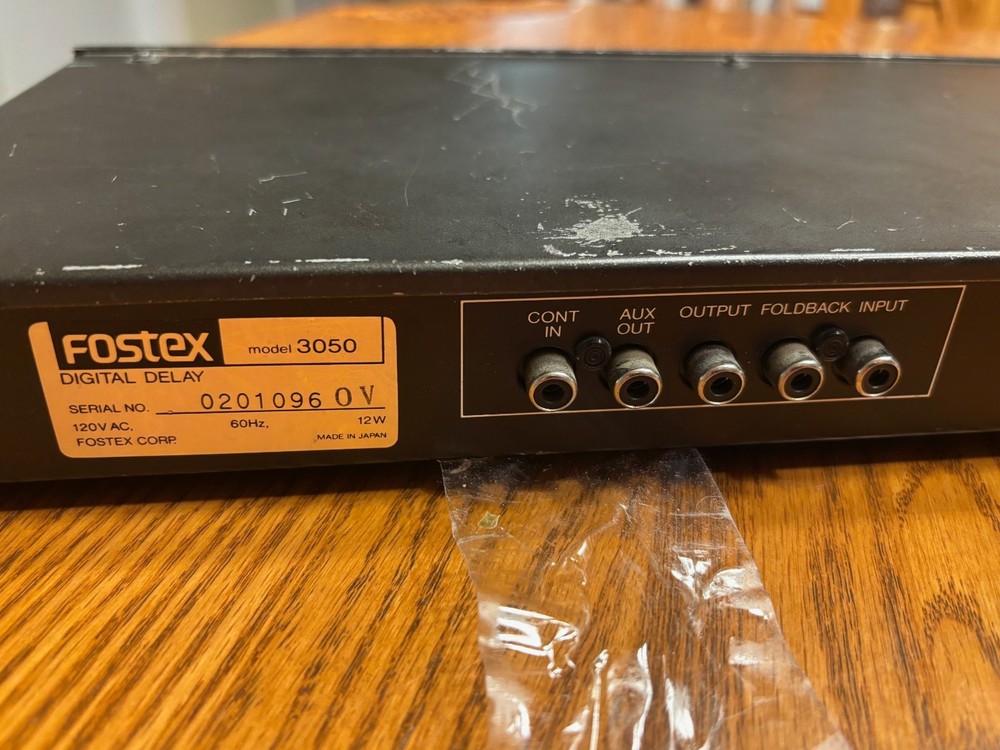 FOSTEX
model 3050
DIGITAL DELAY
SERIAL NO. 0201096 OV
120V AC, 60Hz, 12W
FOSTEX CORP. MADE IN JAPAN
CONT IN
AUX OUT
OUTPUT
FOLDBACK
INPUT